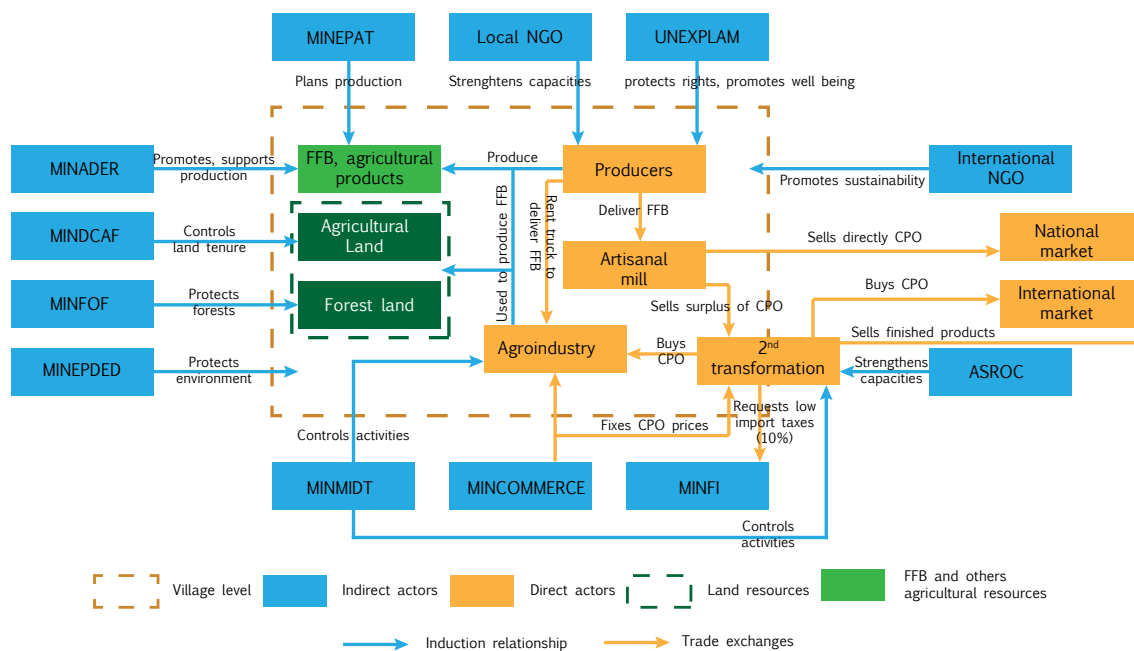 MINEPAT
Local NGO
UNEXPLAM
Plans production
Strenghtens capacities
protects rights, promotes well being
MINADER
Promotes, supports
production
FFB, agricultural
products
Produce
Producers
International
NGO
Promotes sustainability
MINDCAF
Controls
land tenure
Agricultural
Land
Used to produce FFB
Rent truck to
deliver FFB
Deliver FFB
Artisanal
mill
Sells directly CPO
National
market
MINFOF
Protects
forests
Forest land
Sells surplus of CPO
Buys CPO
International
market
Sells finished products
MINEPDED
Protects
environment
Agroindustry
Buys
CPO
2nd
transformation
Strengthens
capacities
ASROC
Controls activities
Fixes CPO prices
Requests low
import taxes
(10%)
MINMIDT
MINCOMMERCE
MINFI
Controls
activities
Village level
Indirect actors
Direct actors
Land resources
FFB and others
agricultural resources
Induction relationship
Trade exchanges